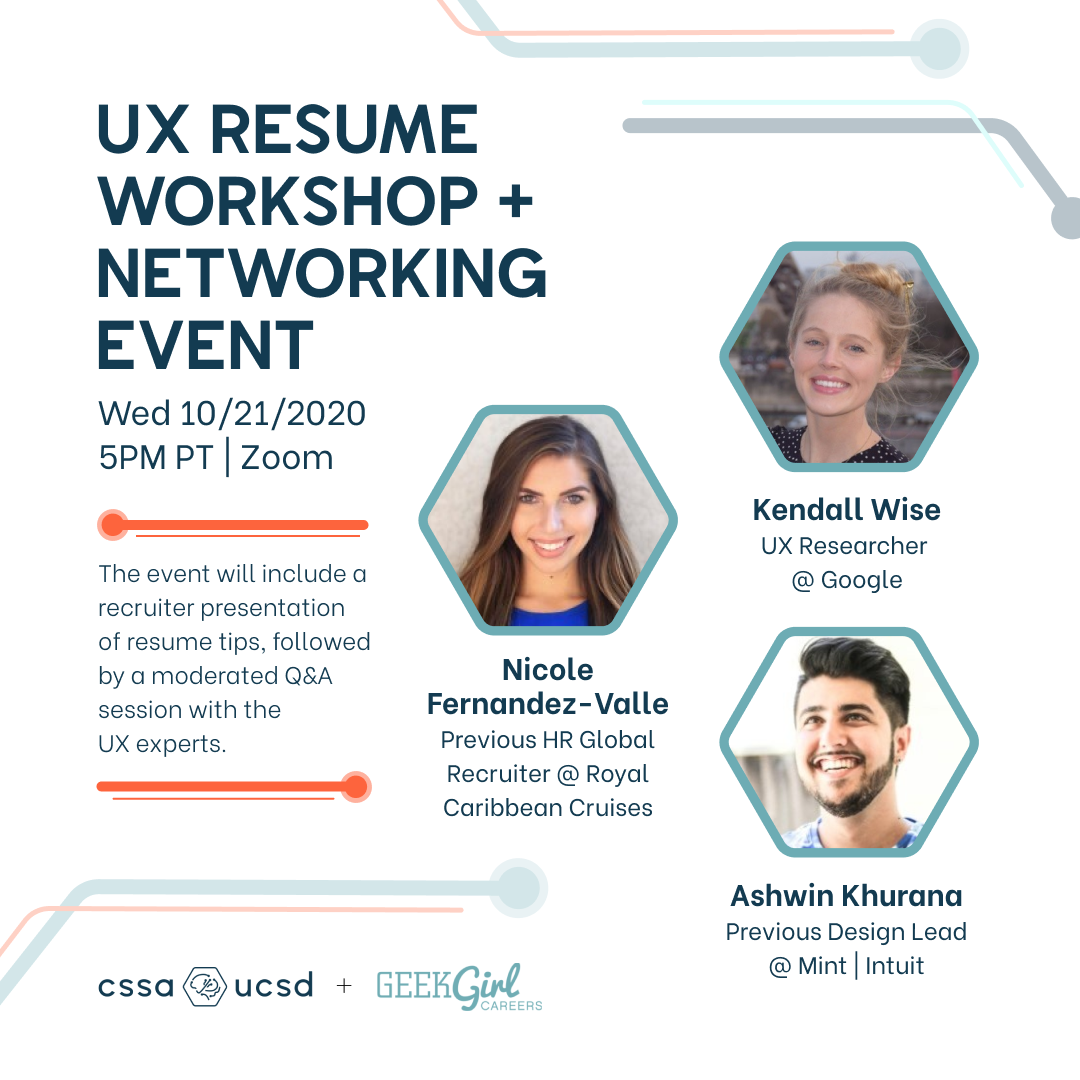 UX RESUME
WORKSHOP +
NETWORKING
EVENT
Wed 10/21/2020
5PM PT | Zoom
The event will include a
recruiter presentation
of resume tips, followed
by a moderated Q&A
session with the
UX experts.
Nicole
Fernandez-Valle
Previous HR Global
Recruiter @ Royal
Caribbean Cruises
Kendall Wise
UX Researcher
@ Google
Ashwin Khurana
Previous Design Lead
@ Mint | Intuit
cssa ucsd + GEEKGirl
CAREERS